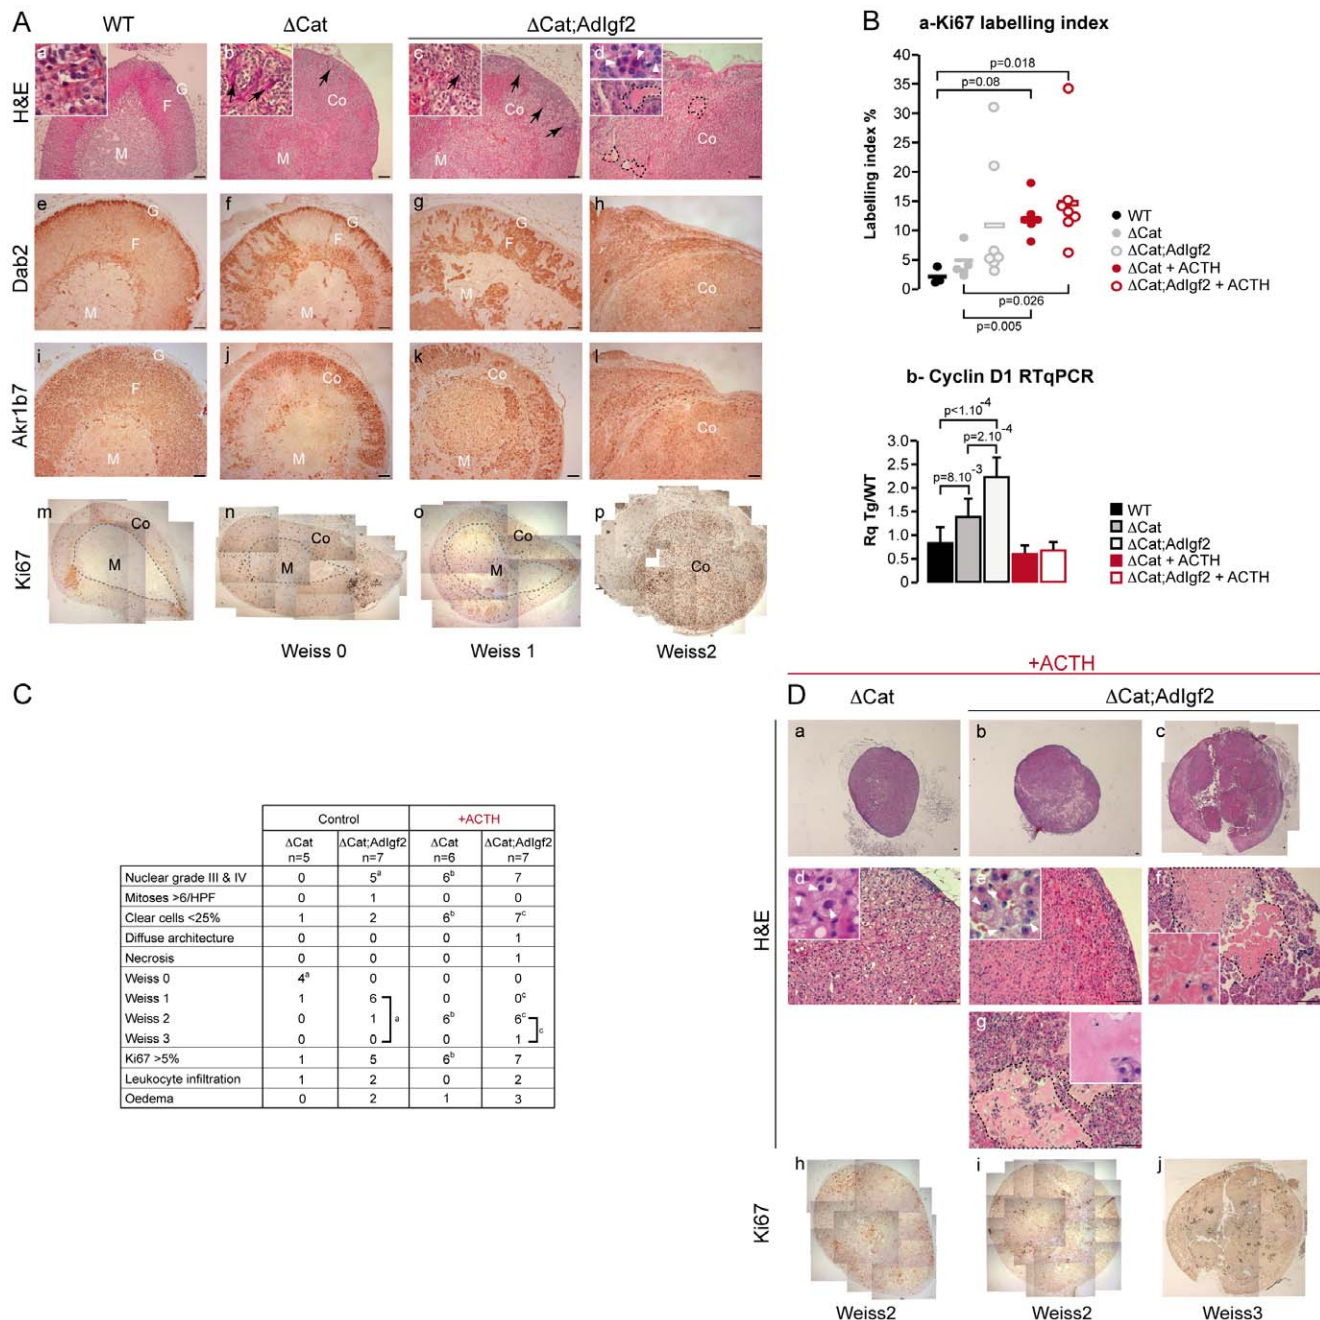 A
WT
ΔCat
ΔCat;AdIgf2
H&E
a
G
F
M
b
Co
M
c
Co
M
d
Co
Dab2
e
G
F
M
f
G
F
M
g
G
F
M
h
Co
Akr1b7
i
G
F
M
j
Co
M
k
Co
M
l
Co
Ki67
m
Co
M
n
Co
M
o
Co
M
p
Co
Weiss 0
Weiss 1
Weiss2
B
a-Ki67 labelling index
Labelling index %
40
35
30
25
20
15
10
5
0
p=0.018
p=0.08
p=0.026
p=0.005
WT
ΔCat
ΔCat;AdIgf2
ΔCat + ACTH
ΔCat;AdIgf2 + ACTH
b- Cyclin D1 RTqPCR
Rq Tg/WT
3.0
2.5
2.0
1.5
1.0
0.5
0
p<1.10⁻⁴
p=2.10⁻⁴
p=8.10⁻³
WT
ΔCat
ΔCat;AdIgf2
ΔCat + ACTH
ΔCat;AdIgf2 + ACTH
C
Control +ACTH
ΔCat n=5 ΔCat;AdIgf2 n=7 ΔCat n=6 ΔCat;AdIgf2 n=7
Nuclear grade III & IV 0 5ᵃ 6ᵇ 7
Mitoses >6/HPF 0 1 0 0
Clear cells <25% 1 2 6ᵇ 7ᶜ
Diffuse architecture 0 0 0 1
Necrosis 0 0 0 1
Weiss 0 4ᵃ 0 0 0
Weiss 1 1 6 0 0ᶜ
Weiss 2 0 1 a 6ᵇ 6ᶜ c
Weiss 3 0 0 0 1
Ki67 >5% 1 5 6ᵇ 7
Leukocyte infiltration 1 2 0 2
Oedema 0 2 1 3
+ACTH
D
ΔCat
ΔCat;AdIgf2
H&E
a
b
c
d
e
f
g
Ki67
h
i
j
Weiss2
Weiss2
Weiss3